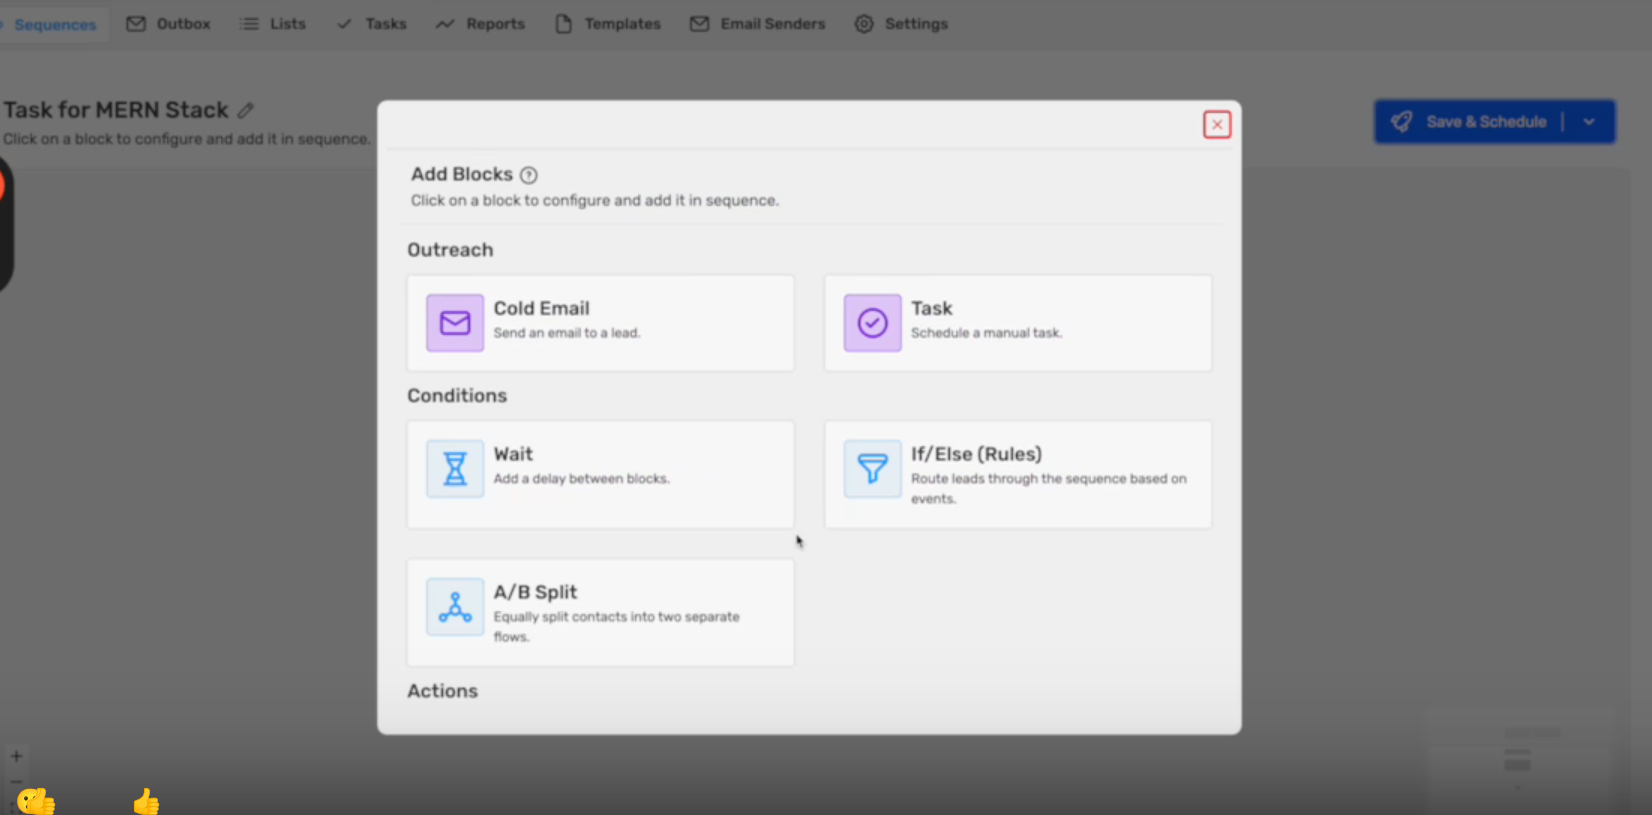 Sequences
Outbox
Lists
Tasks
Reports
Templates
Email Senders
Settings
Task for MERN Stack
Click on a block to configure and add it in sequence.
Save & Schedule
Add Blocks
Click on a block to configure and add it in sequence.
Outreach
Cold Email
Send an email to a lead.
Task
Schedule a manual task.
Conditions
Wait
Add a delay between blocks.
If/Else (Rules)
Route leads through the sequence based on
events.
A/B Split
Equally split contacts into two separate
flows.
Actions